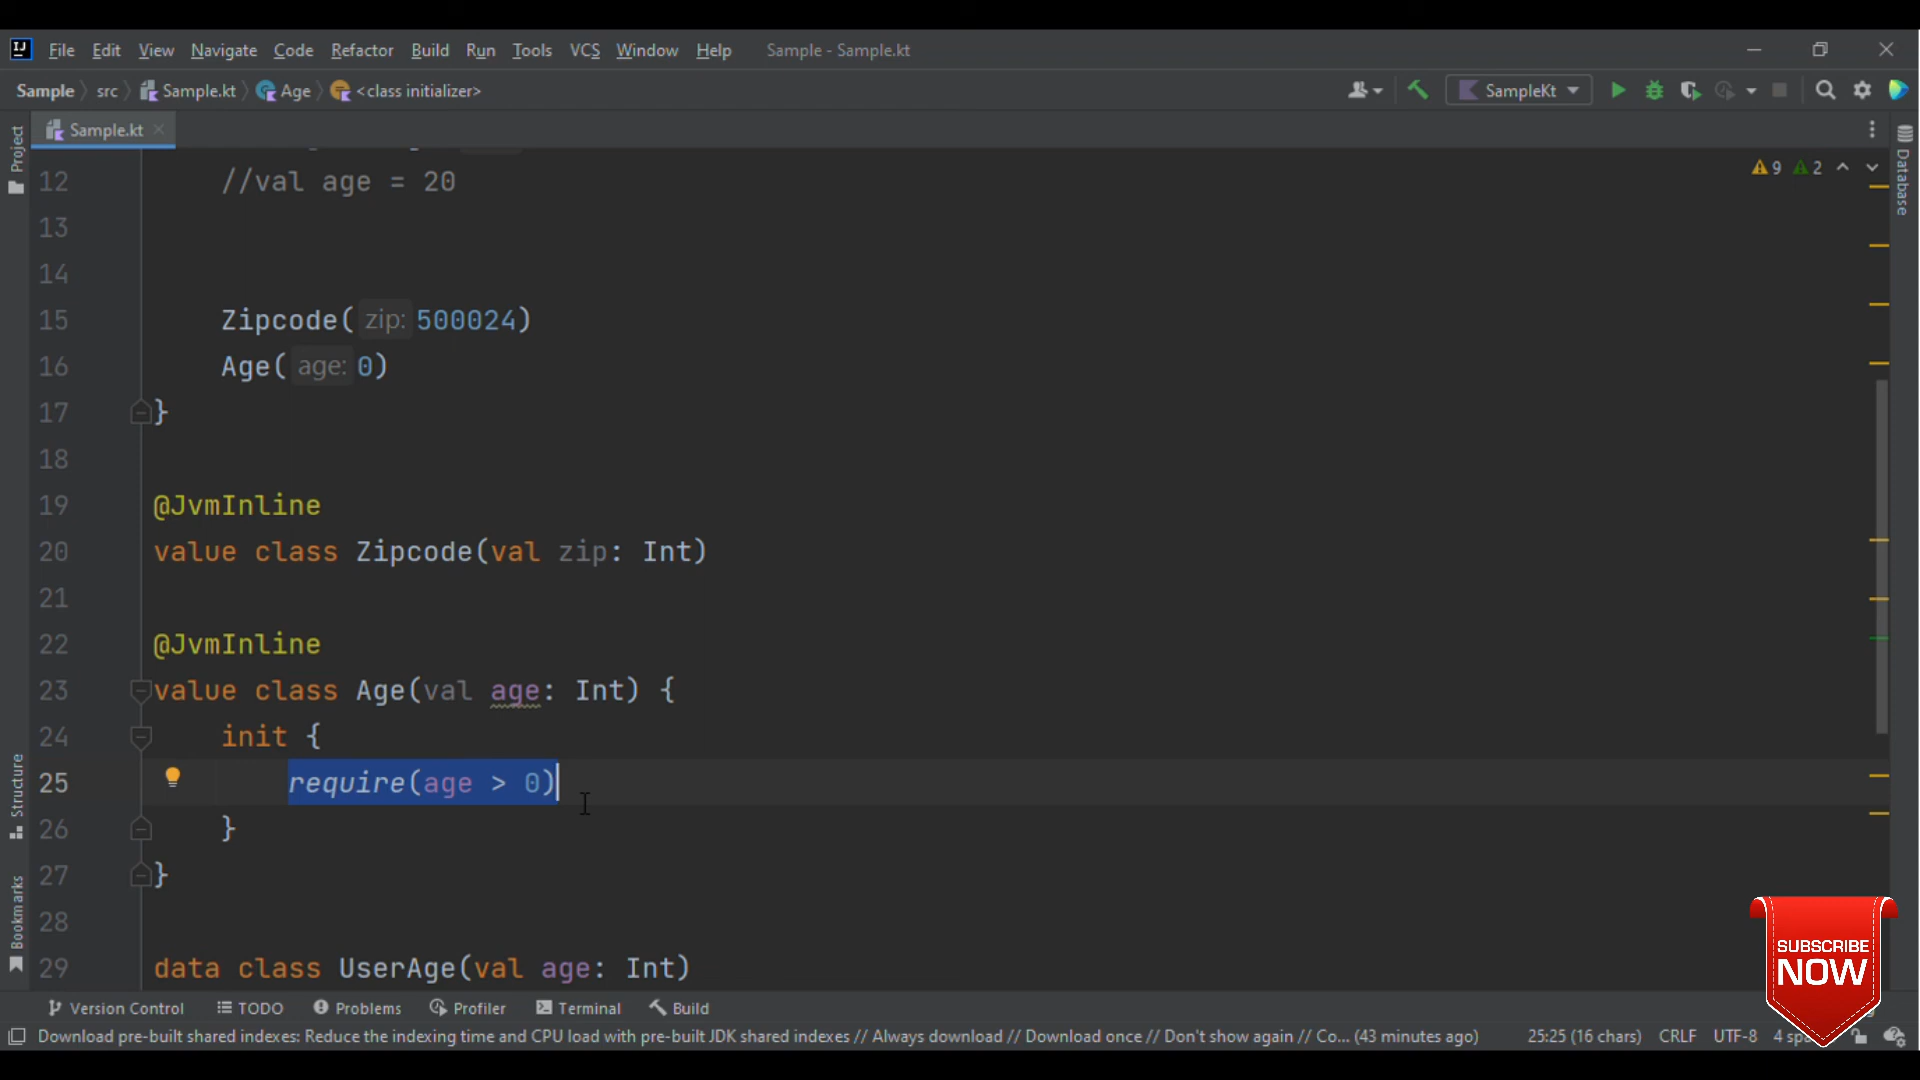 File Edit View Navigate Code Refactor Build Run Tools VCS Window Help Sample - Sample.kt
Sample src Sample.kt Age <class initializer> SampleKt
Sample.kt
Project
Database
9 2
12 //val age = 20
13
14
15 Zipcode( zip: 500024)
16 Age( age: 0)
17 }
18
19 @JvmInline
20 value class Zipcode(val zip: Int)
21
22 @JvmInline
23 value class Age(val age: Int) {
24 init {
25 require(age > 0)
26 }
27 }
28
29 data class UserAge(val age: Int)
Structure
Bookmarks
SUBSCRIBE
NOW
Version Control TODO Problems Profiler Terminal Build
Download pre-built shared indexes: Reduce the indexing time and CPU load with pre-built JDK shared indexes // Always download // Download once // Don't show again // Co... (43 minutes ago) 25:25 (16 chars) CRLF UTF-8 4